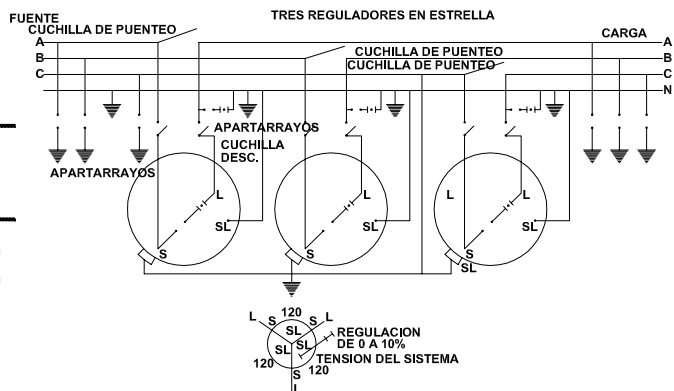 TRES REGULADORES EN ESTRELLA
FUENTE
CUCHILLA DE PUENTEO
CARGA
A
A
B
CUCHILLA DE PUENTEO
B
C
CUCHILLA DE PUENTEO
C
N
APARTARRAYOS
CUCHILLA
DESC.
APARTARRAYOS
L
L
L
L
SL
SL
SL
S
S
S
SL
120
L
S
S
L
SL
REGULACION
DE 0 A 10%
SL
SL
TENSION DEL SISTEMA
120
S
120
L